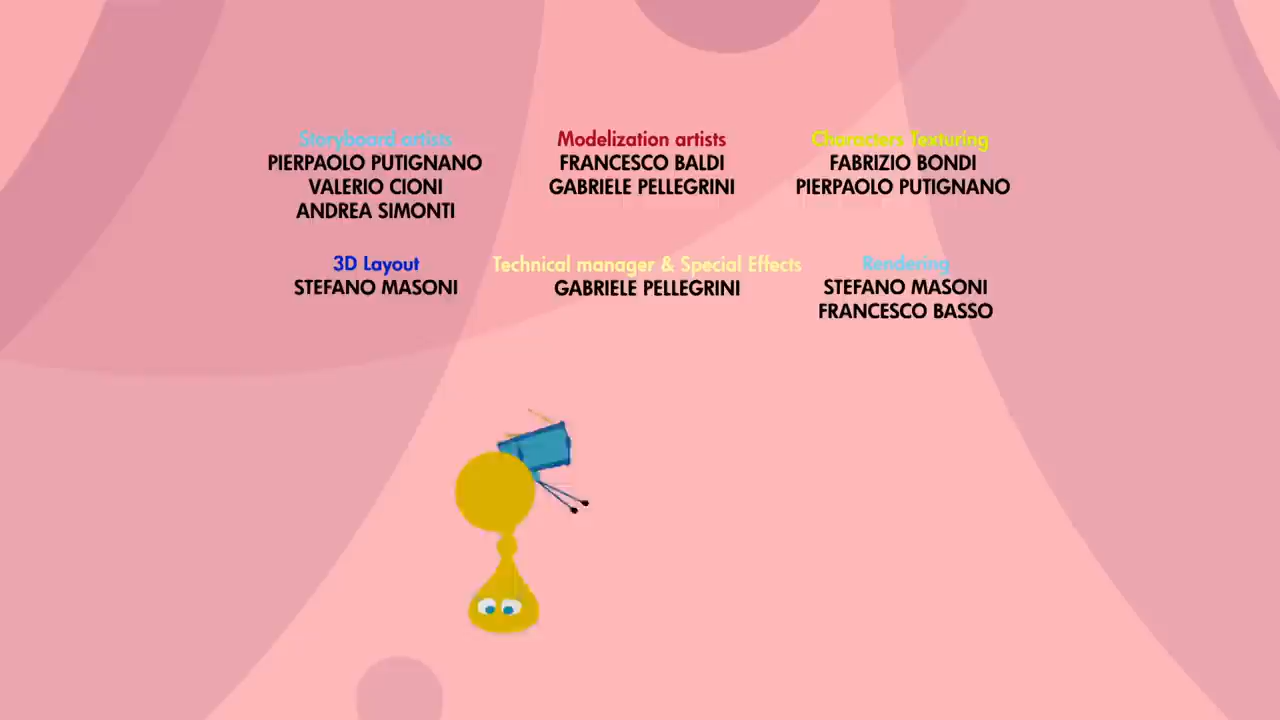 Storyboard artists
PIERPAOLO PUTIGNANO
VALERIO CIONI
ANDREA SIMONTI
Modelization artists
FRANCESCO BALDI
GABRIELE PELLEGRINI
Characters Texturing
FABRIZIO BONDI
PIERPAOLO PUTIGNANO
3D Layout
STEFANO MASONI
Technical manager & Special Effects
GABRIELE PELLEGRINI
Rendering
STEFANO MASONI
FRANCESCO BASSO